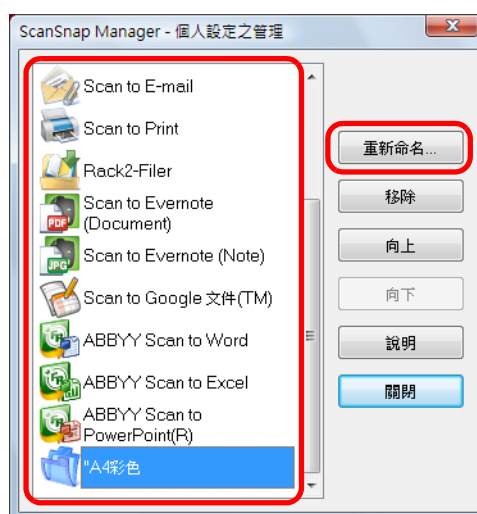 ScanSnap Manager - 個人設定之管理
Scan to E-mail
Scan to Print
Rack2-Filer
Scan to Evernote
(Document)
Scan to Evernote (Note)
Scan to Google 文件(TM)
ABBYY Scan to Word
ABBYY Scan to Excel
ABBYY Scan to
PowerPoint(R)
"A4彩色
重新命名...
移除
向上
向下
說明
關閉
PDF
JPG